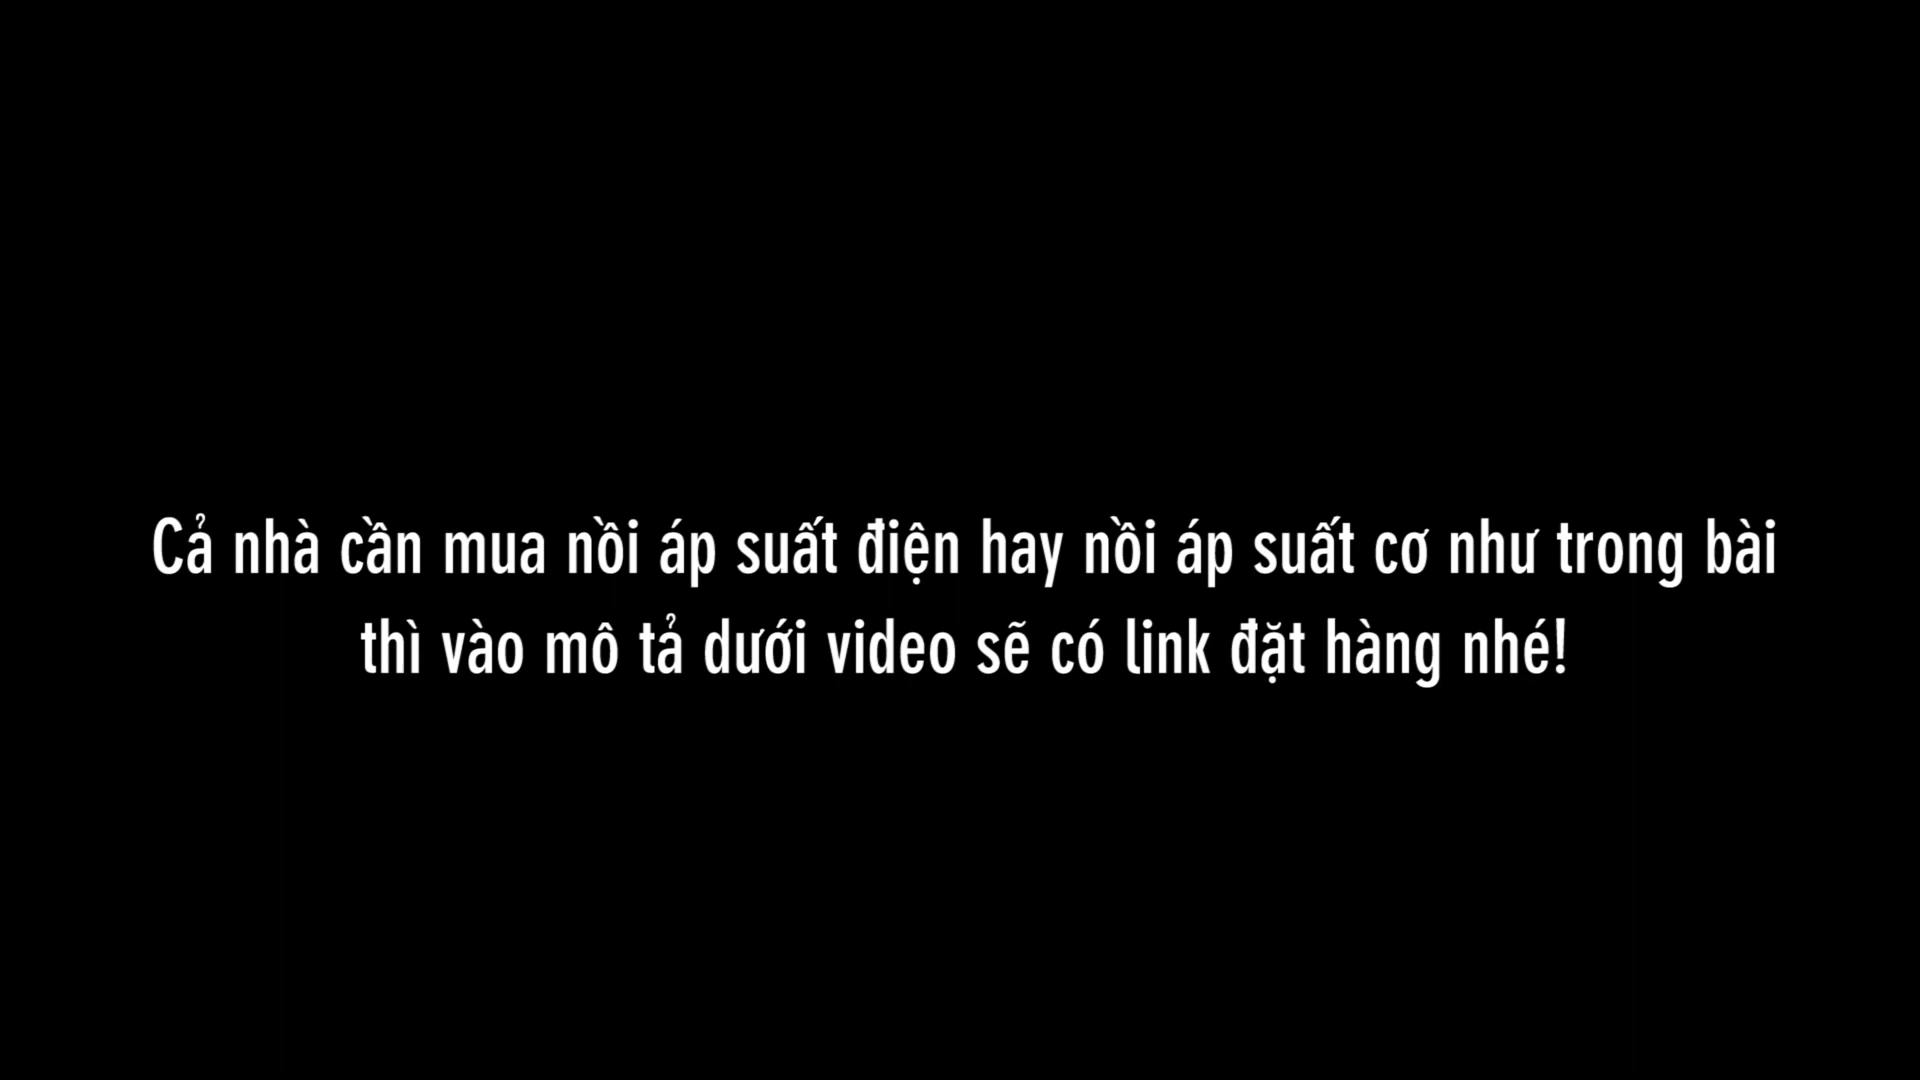 Cả nhà cần mua nồi áp suất điện hay nồi áp suất cơ như trong bài
thì vào mô tả dưới video sẽ có link đặt hàng nhé!